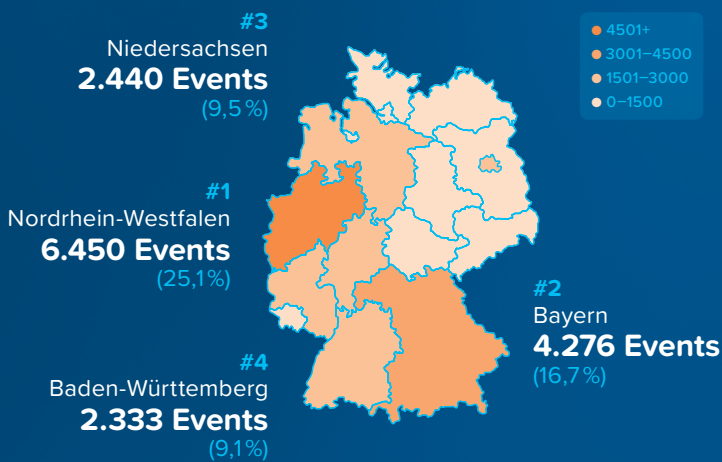 #3
Niedersachsen
2.440 Events
(9,5 %)
#1
Nordrhein-Westfalen
6.450 Events
(25,1 %)
#4
Baden-Württemberg
2.333 Events
(9,1 %)
#2
Bayern
4.276 Events
(16,7 %)
4501+
3001–4500
1501–3000
0–1500